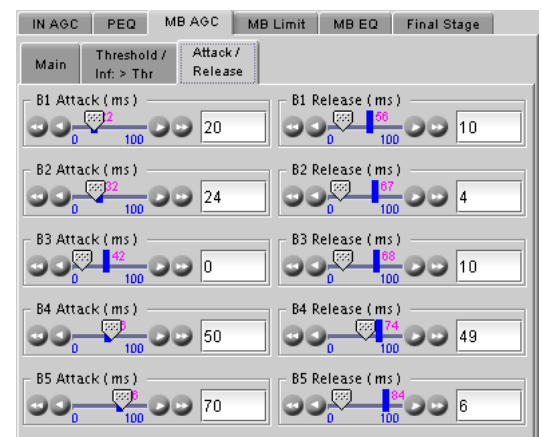 IN AGC PEQ MB AGC MB Limit MB EQ Final Stage
Main Threshold / Inf: > Thr Attack / Release
B1 Attack ( ms ) B1 Release ( ms )
0 100 20 56 0 100 10
B2 Attack ( ms ) B2 Release ( ms )
32 0 100 24 67 0 100 4
B3 Attack ( ms ) B3 Release ( ms )
42 0 100 0 68 0 100 10
B4 Attack ( ms ) B4 Release ( ms )
0 100 50 74 0 100 49
B5 Attack ( ms ) B5 Release ( ms )
0 100 70 84 0 100 6